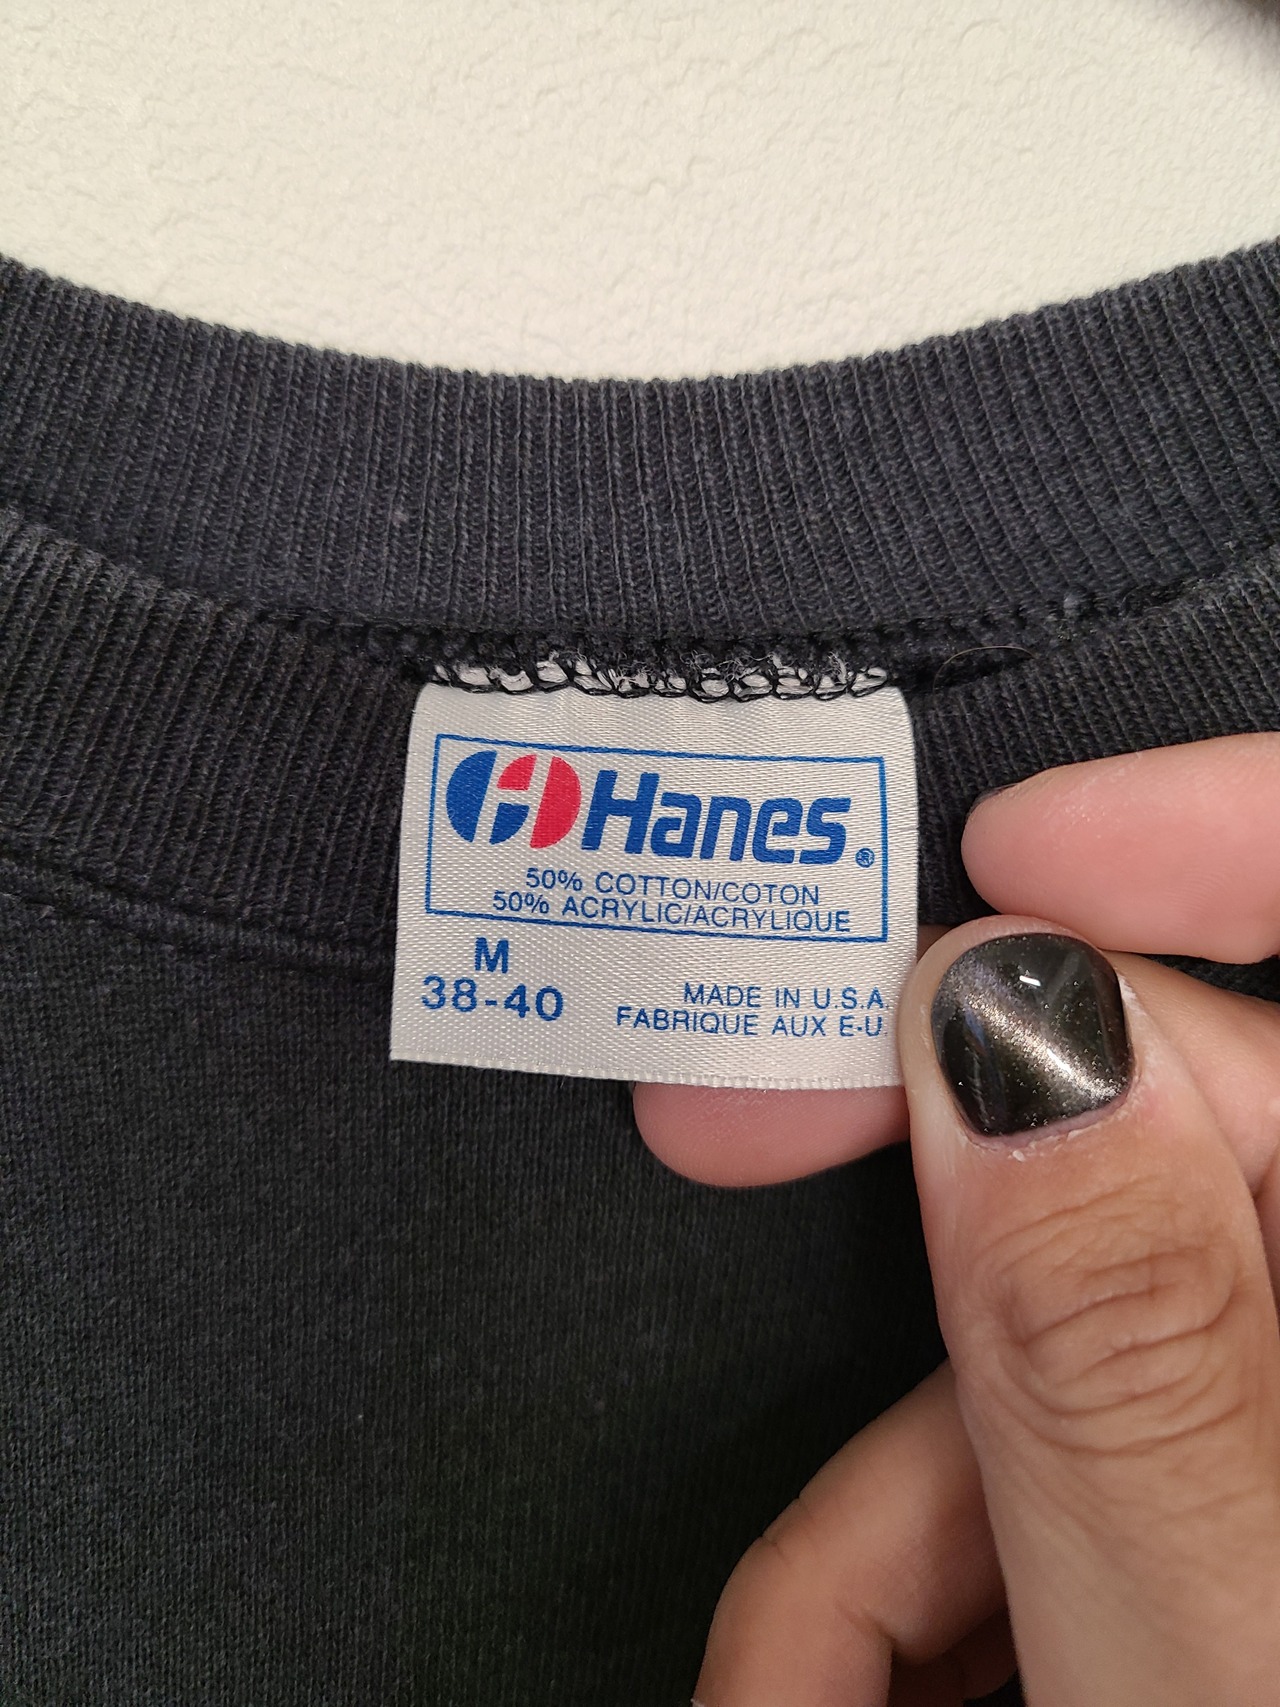 Hanes®
50% COTTON/COTON
50% ACRYLIC/ACRYLIQUE
M
38-40
MADE IN U.S.A.
FABRIQUE AUX E-U